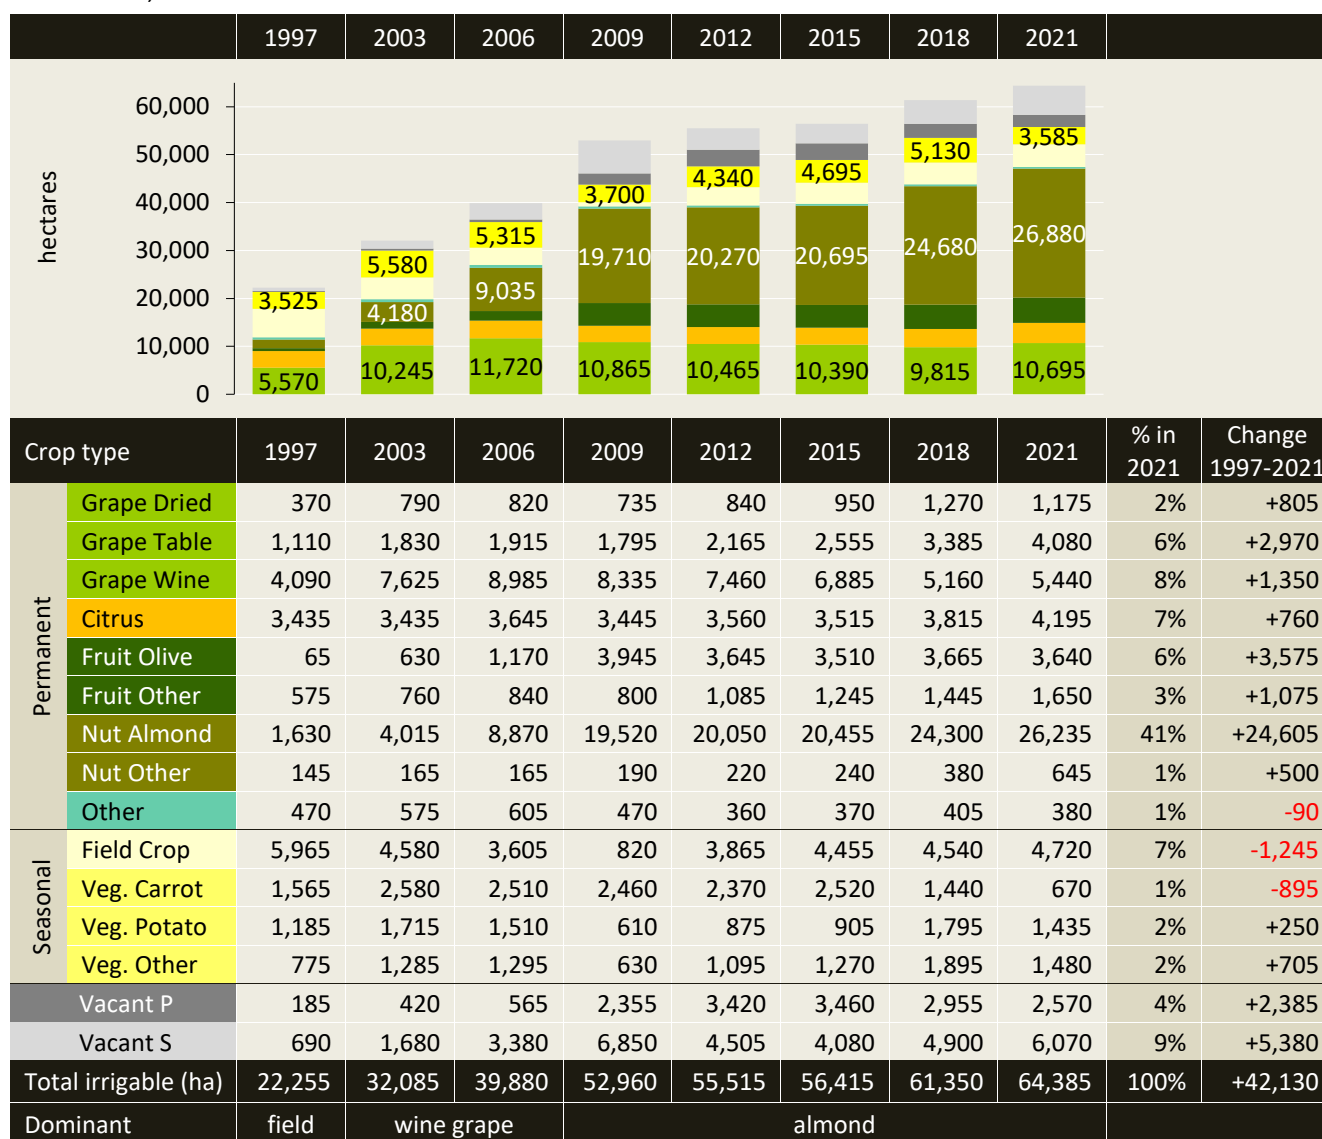 1997 2003 2006 2009 2012 2015 2018 2021
hectares
60,000
50,000
40,000
30,000
20,000
10,000
0
3,525 5,580 5,315 3,700 4,340 4,695 5,130 3,585
4,180 9,035 19,710 20,270 20,695 24,680 26,880
5,570 10,245 11,720 10,865 10,465 10,390 9,815 10,695
Crop type 1997 2003 2006 2009 2012 2015 2018 2021 % in 2021 Change 1997-2021
Permanent
Grape Dried 370 790 820 735 840 950 1,270 1,175 2% +805
Grape Table 1,110 1,830 1,915 1,795 2,165 2,555 3,385 4,080 6% +2,970
Grape Wine 4,090 7,625 8,985 8,335 7,460 6,885 5,160 5,440 8% +1,350
Citrus 3,435 3,435 3,645 3,445 3,560 3,515 3,815 4,195 7% +760
Fruit Olive 65 630 1,170 3,945 3,645 3,510 3,665 3,640 6% +3,575
Fruit Other 575 760 840 800 1,085 1,245 1,445 1,650 3% +1,075
Nut Almond 1,630 4,015 8,870 19,520 20,050 20,455 24,300 26,235 41% +24,605
Nut Other 145 165 165 190 220 240 380 645 1% +500
Other 470 575 605 470 360 370 405 380 1% -90
Seasonal
Field Crop 5,965 4,580 3,605 820 3,865 4,455 4,540 4,720 7% -1,245
Veg. Carrot 1,565 2,580 2,510 2,460 2,370 2,520 1,440 670 1% -895
Veg. Potato 1,185 1,715 1,510 610 875 905 1,795 1,435 2% +250
Veg. Other 775 1,285 1,295 630 1,095 1,270 1,895 1,480 2% +705
Vacant P 185 420 565 2,355 3,420 3,460 2,955 2,570 4% +2,385
Vacant S 690 1,680 3,380 6,850 4,505 4,080 4,900 6,070 9% +5,380
Total irrigable (ha) 22,255 32,085 39,880 52,960 55,515 56,415 61,350 64,385 100% +42,130
Dominant field wine grape almond